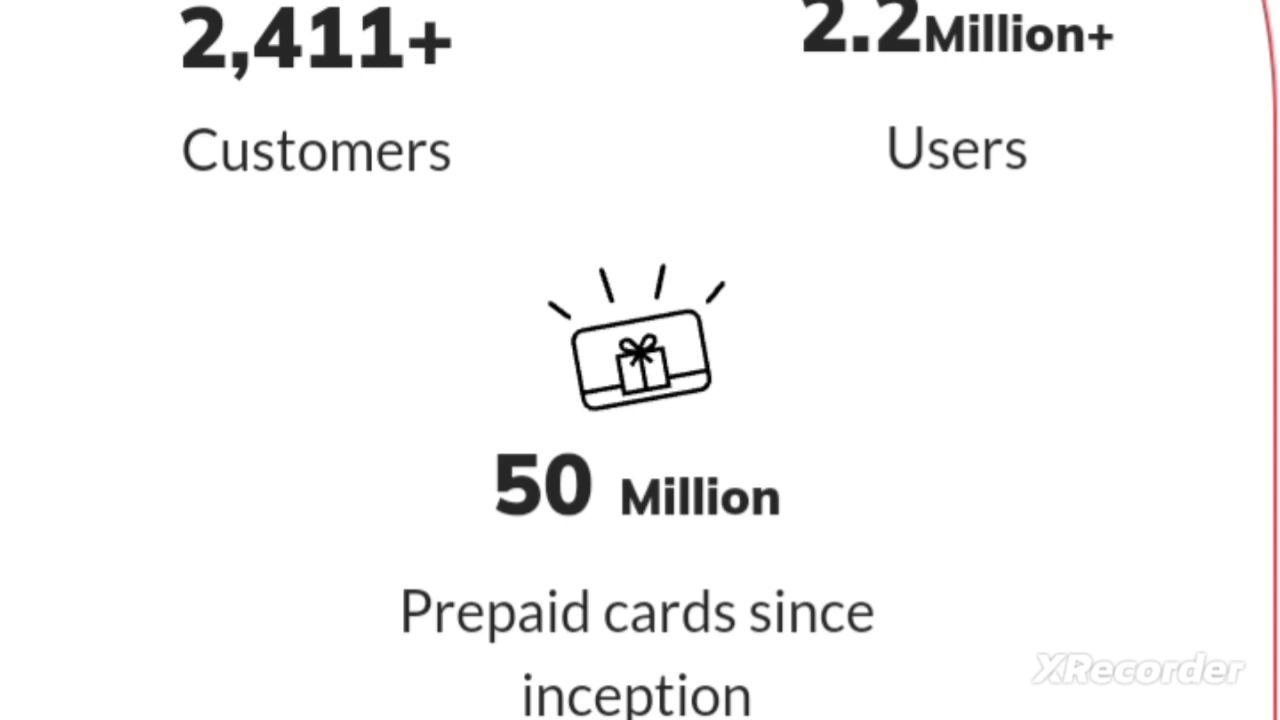 2,411+
2.2Million+
Customers
Users
50 Million
Prepaid cards since
inception
XRecorder